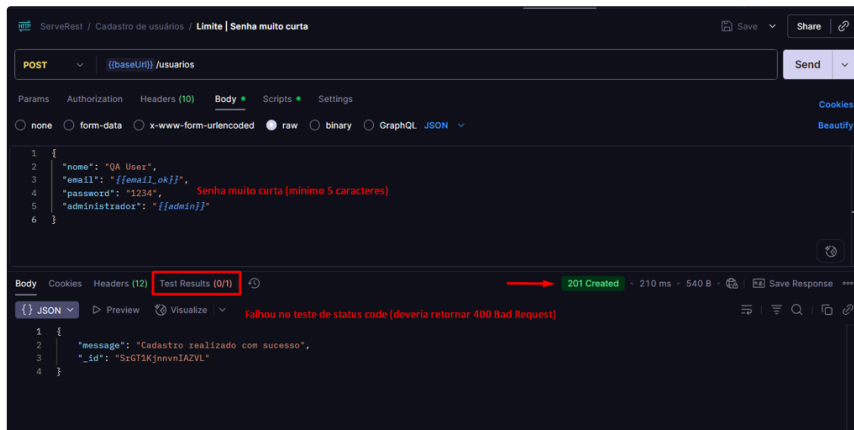 HTTP ServeRest / Cadastro de usuários / Limite | Senha muito curta Save Share
POST {{baseUrl}} /usuarios Send
Params Authorization Headers (10) Body Scripts Settings Cookies
none form-data x-www-form-urlencoded raw binary GraphQL JSON Beautify
1 {
2 "nome": "QA User",
3 "email": "{{email_ok}}",
4 "password": "1234", Senha muito curta (mínimo 5 caracteres)
5 "administrador": "{{admin}}"
6 }
Body Cookies Headers (12) Test Results (0/1) 201 Created 210 ms 540 B Save Response
{} JSON Preview Visualize Falhou no teste de status code (deveria retornar 400 Bad Request)
1 {
2 "message": "Cadastro realizado com sucesso",
3 "_id": "SrGT1KjnnvnIAZVL"
4 }